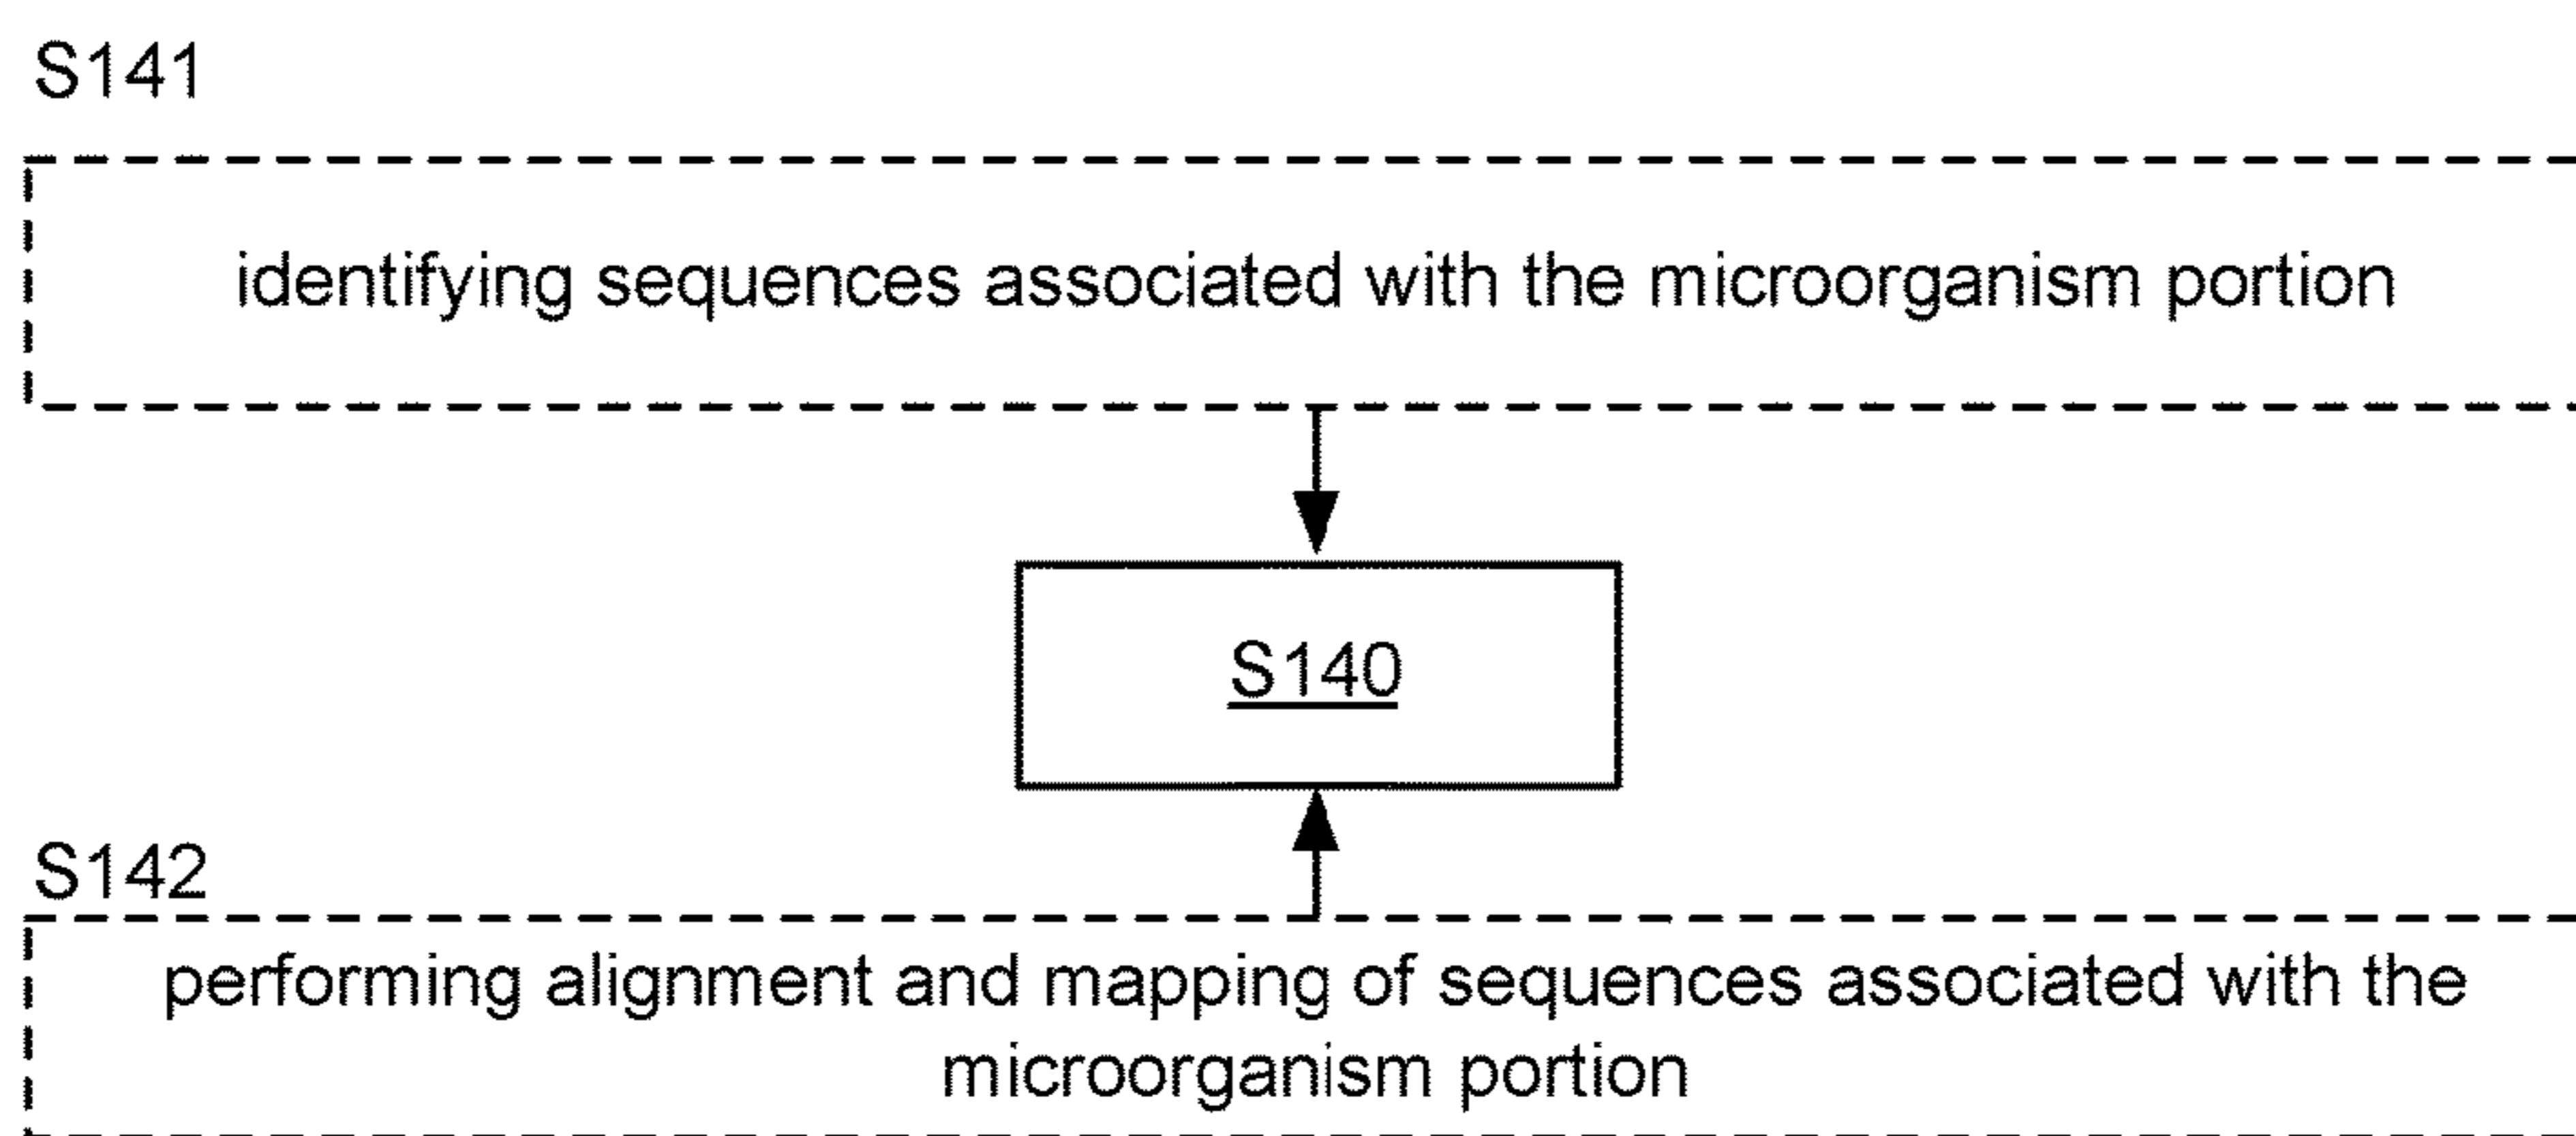 S141
identifying sequences associated with the microorganism portion
S140
S142
performing alignment and mapping of sequences associated with the
microorganism portion